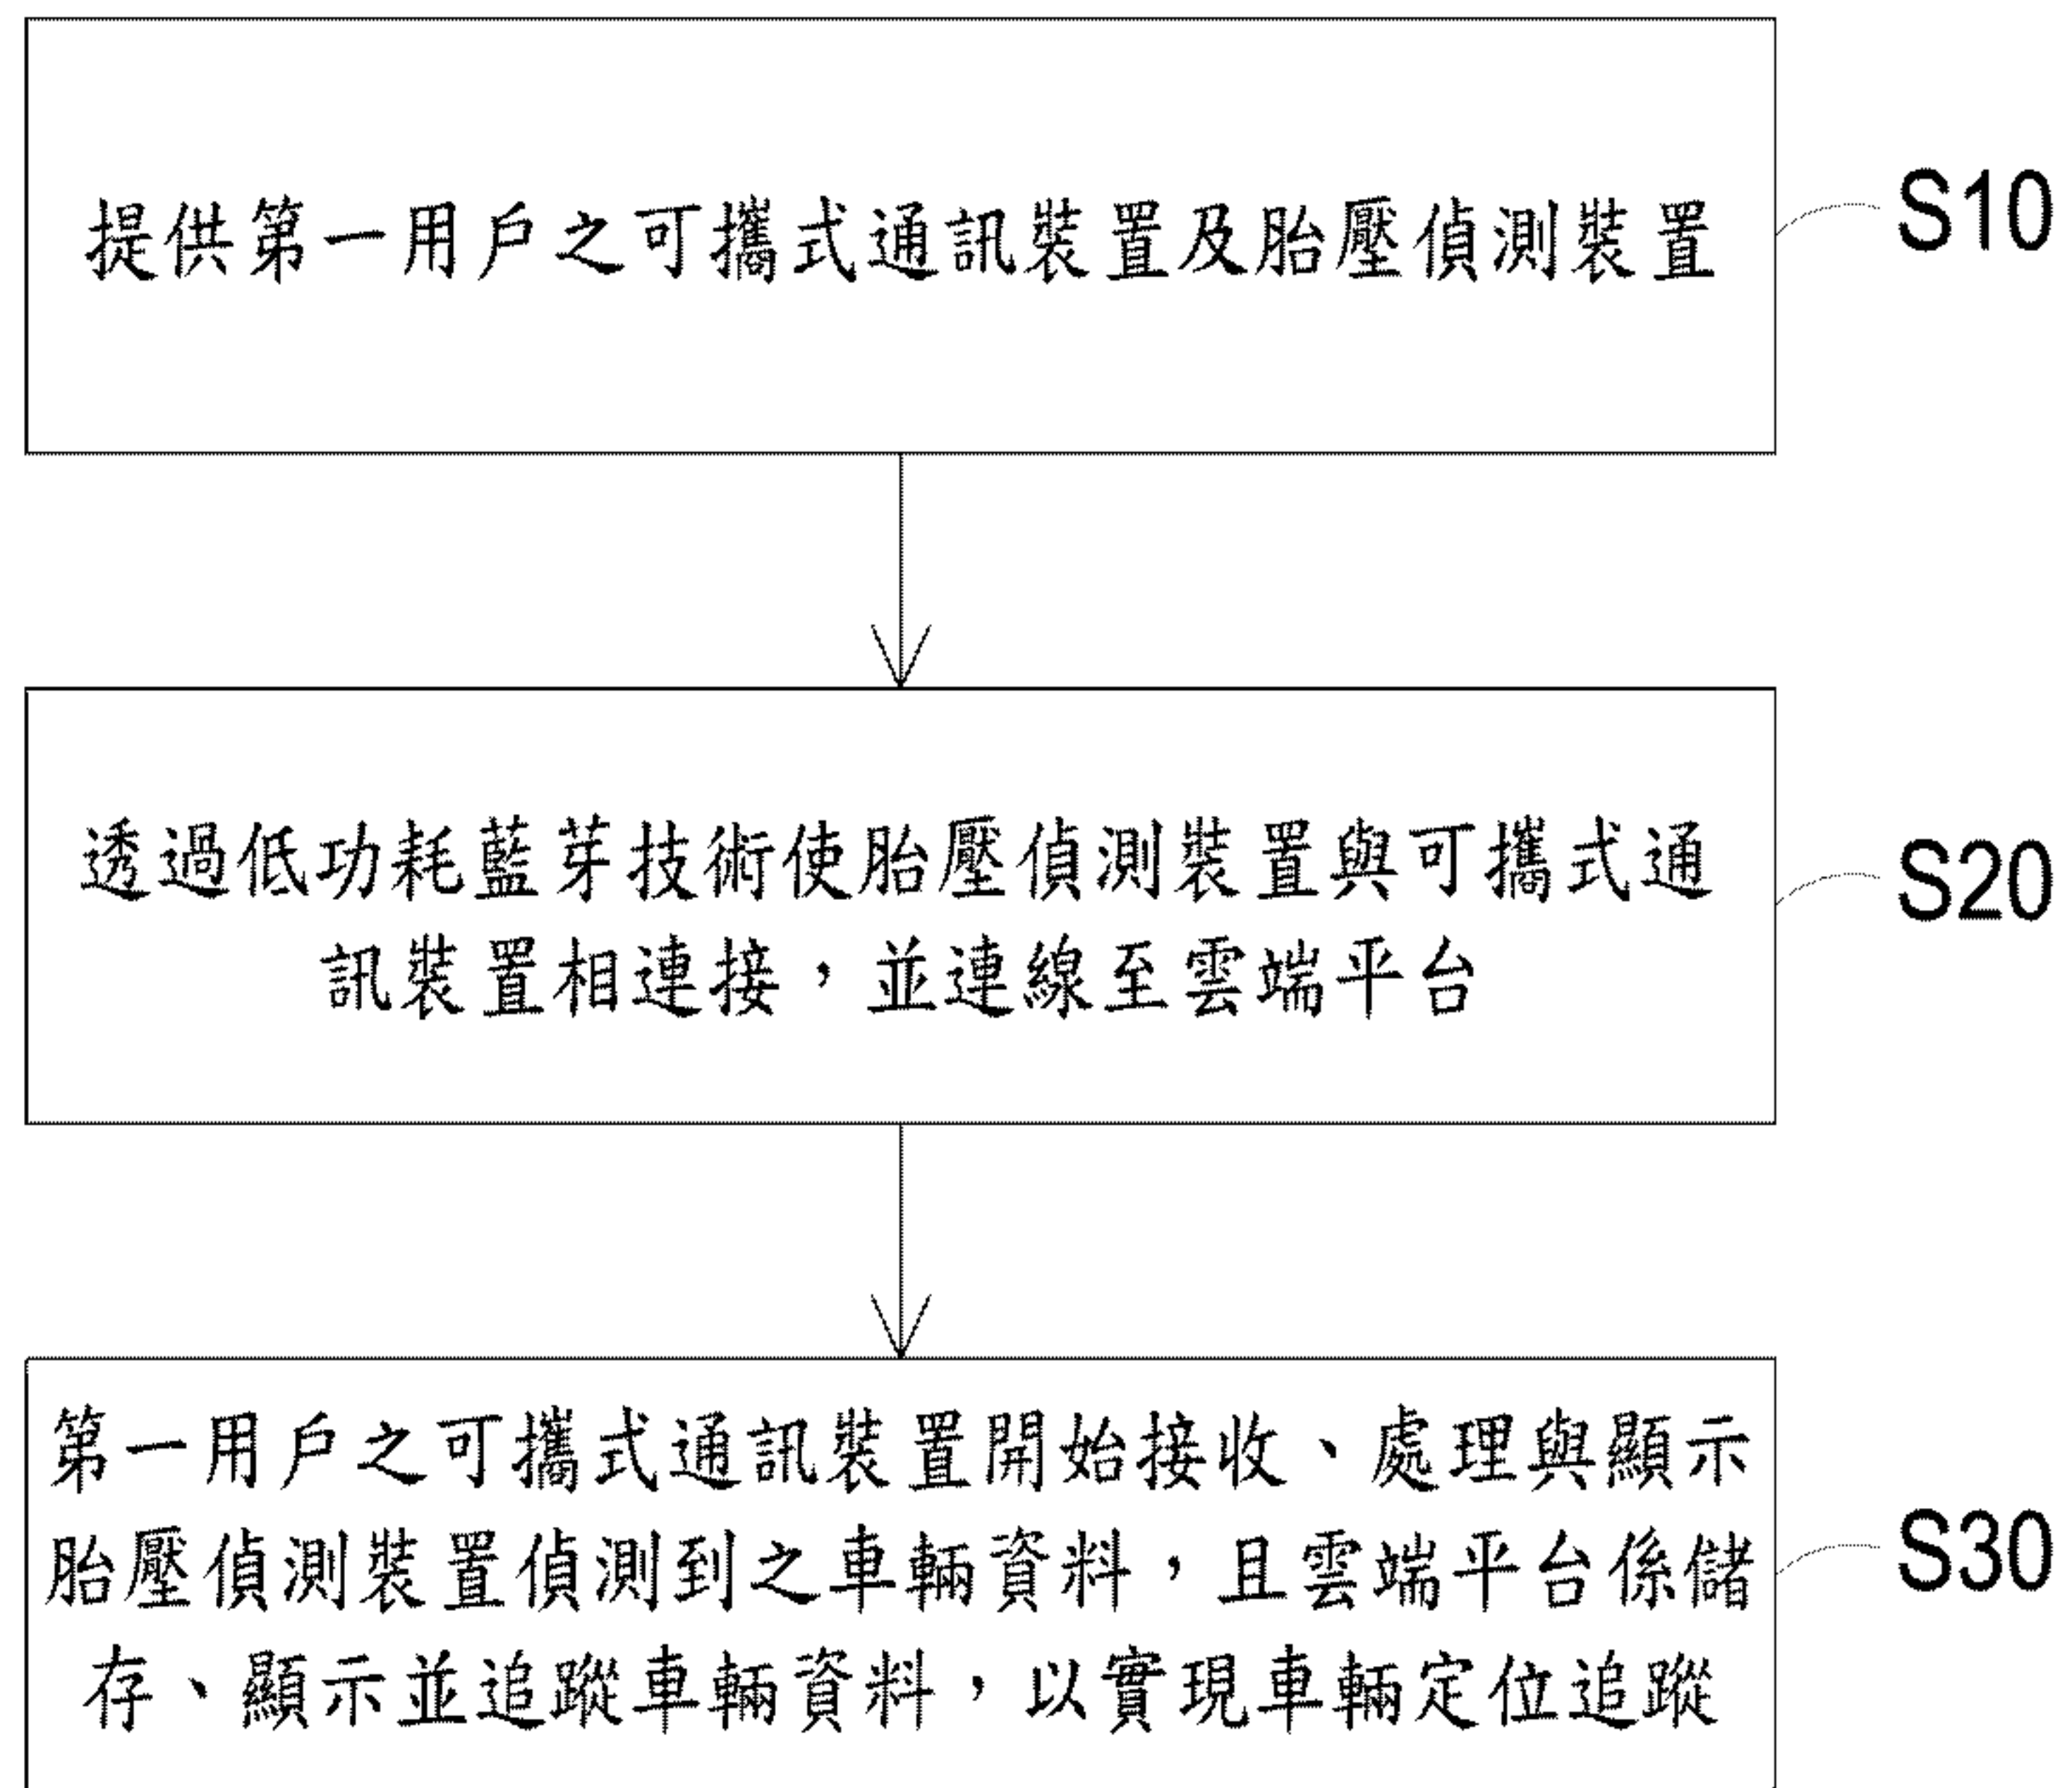 提供第一用戶之可攜式通訊裝置及胎壓偵測裝置
S10
透過低功耗藍芽技術使胎壓偵測裝置與可攜式通
訊裝置相連接，並連線至雲端平台
S20
第一用戶之可攜式通訊裝置開始接收、處理與顯示
胎壓偵測裝置偵測到之車輛資料，且雲端平台係儲
存、顯示並追蹤車輛資料，以實現車輛定位追蹤
S30